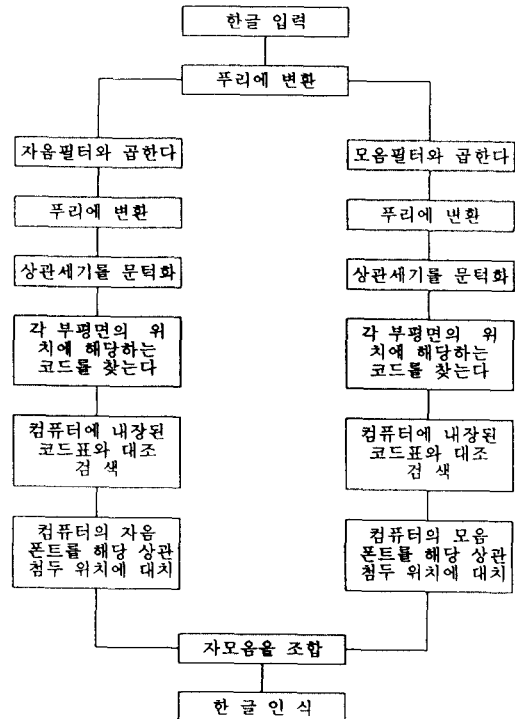 한글 입력
푸리에 변환
자음필터와 곱한다
푸리에 변환
상관세기를 문턱화
각 부평면의 위
치에 해당하는
코드를 찾는다
컴퓨터에 내장된
코드표와 대조
검 색
컴퓨터의 자음
폰트를 해당 상관
첨두 위치에 대치
모음필터와 곱한다
푸리에 변환
상관세기를 문턱화
각 부평면의 위
치에 해당하는
코드를 찾는다
컴퓨터에 내장된
코드표와 대조
검 색
컴퓨터의 모음
폰트를 해당 상관
첨두 위치에 대치
자모음을 조합
한 글 인 식